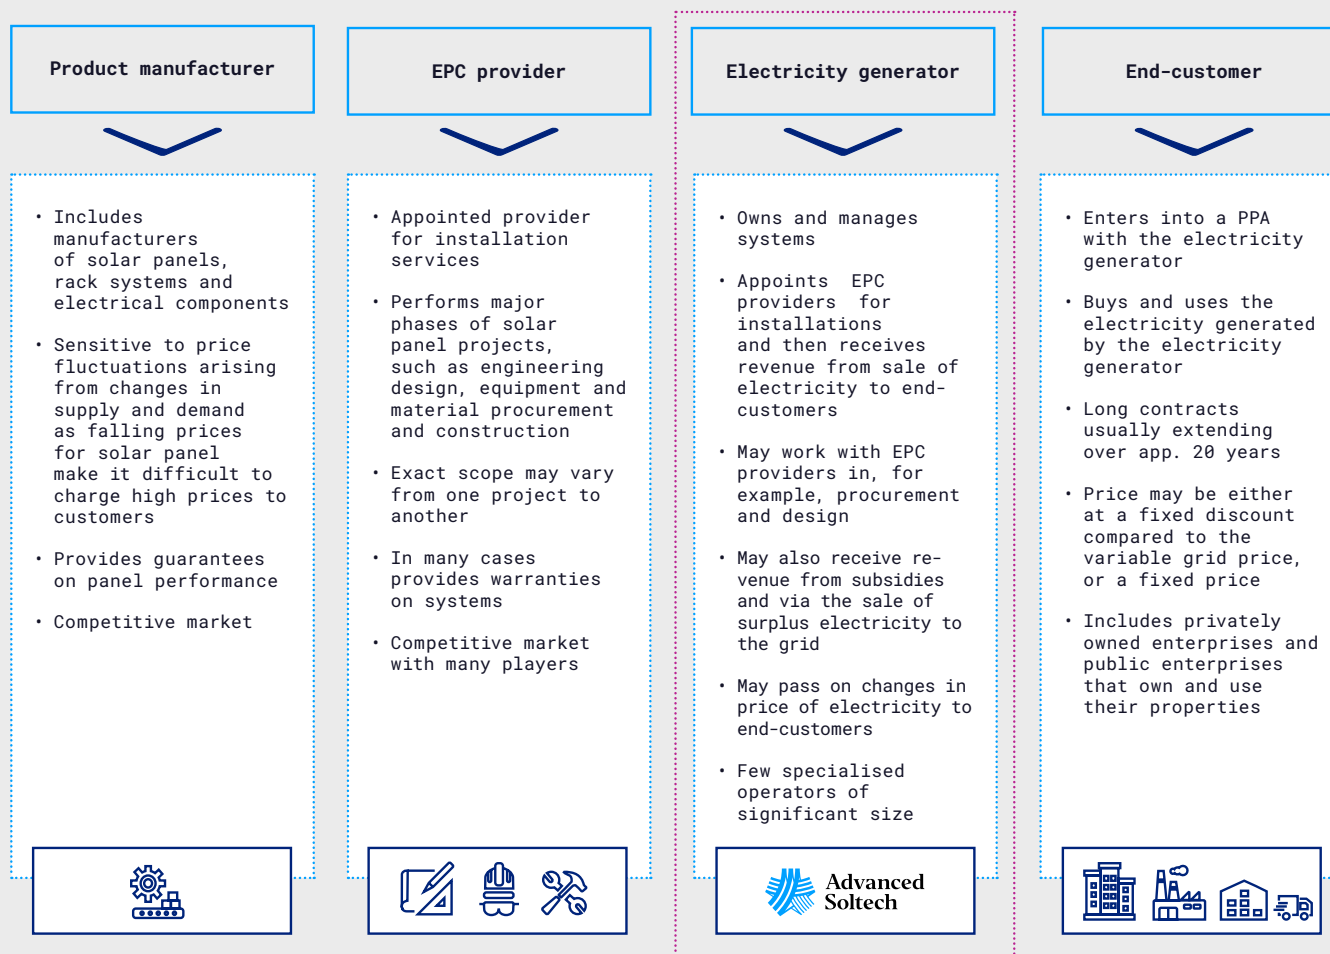 Product manufacturer
• Includes
manufacturers
of solar panels,
rack systems and
electrical components
• Sensitive to price
fluctuations arising
from changes in
supply and demand
as falling prices
for solar panel
make it difficult to
charge high prices to
customers
• Provides guarantees
on panel performance
• Competitive market
EPC provider
• Appointed provider
for installation
services
• Performs major
phases of solar
panel projects,
such as engineering
design, equipment and
material procurement
and construction
• Exact scope may vary
from one project to
another
• In many cases
provides warranties
on systems
• Competitive market
with many players
Electricity generator
• Owns and manages
systems
• Appoints EPC
providers for
installations
and then receives
revenue from sale of
electricity to end-
customers
• May work with EPC
providers in, for
example, procurement
and design
• May also receive re-
venue from subsidies
and via the sale of
surplus electricity to
the grid
• May pass on changes in
price of electricity to
end-customers
• Few specialised
operators of
significant size
Advanced
Soltech
End-customer
• Enters into a PPA
with the electricity
generator
• Buys and uses the
electricity generated
by the electricity
generator
• Long contracts
usually extending
over app. 20 years
• Price may be either
at a fixed discount
compared to the
variable grid price,
or a fixed price
• Includes privately
owned enterprises and
public enterprises
that own and use
their properties